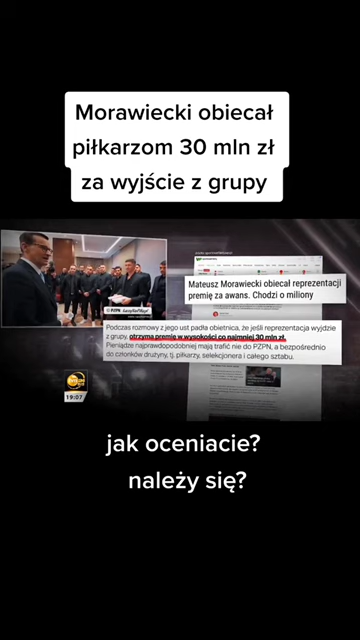 Morawiecki obiecał
piłkarzom 30 mln zł
za wyjście z grupy
Mateusz Morawiecki obiecał reprezentacji
premię za awans. Chodzi o miliony
PZPN
Podczas rozmowy z jego ust padła obietnica, że jeśli reprezentacja wyjdzie
z grupy, otrzyma premię w wysokości co najmniej 30 mln zł.
Pieniądze najprawdopodobniej mają trafić nie do PZPN, a bezpośrednio
do członków drużyny, tj. piłkarzy, selekcjonera i całego sztabu.
19:07
jak oceniacie?
należy się?